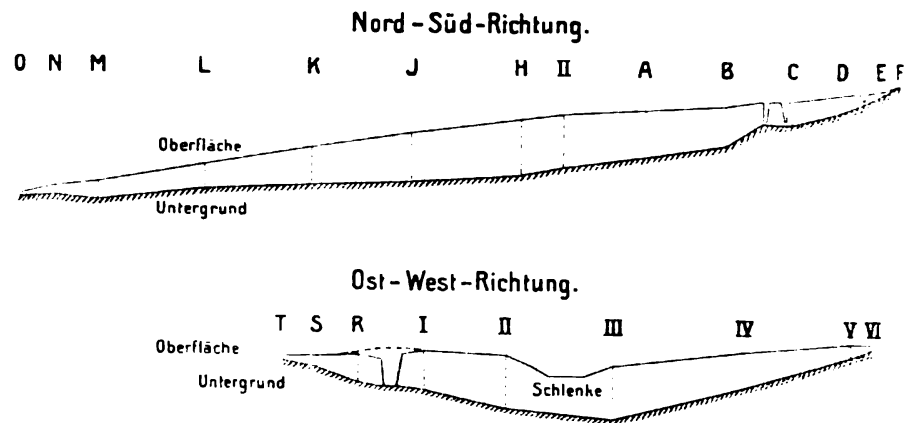 Nord-Süd-Richtung.
O N M L K J H II A B C D E F
Oberfläche
Untergrund
Ost-West-Richtung.
T S R I II III IV V VI
Oberfläche
Untergrund
Schlenke